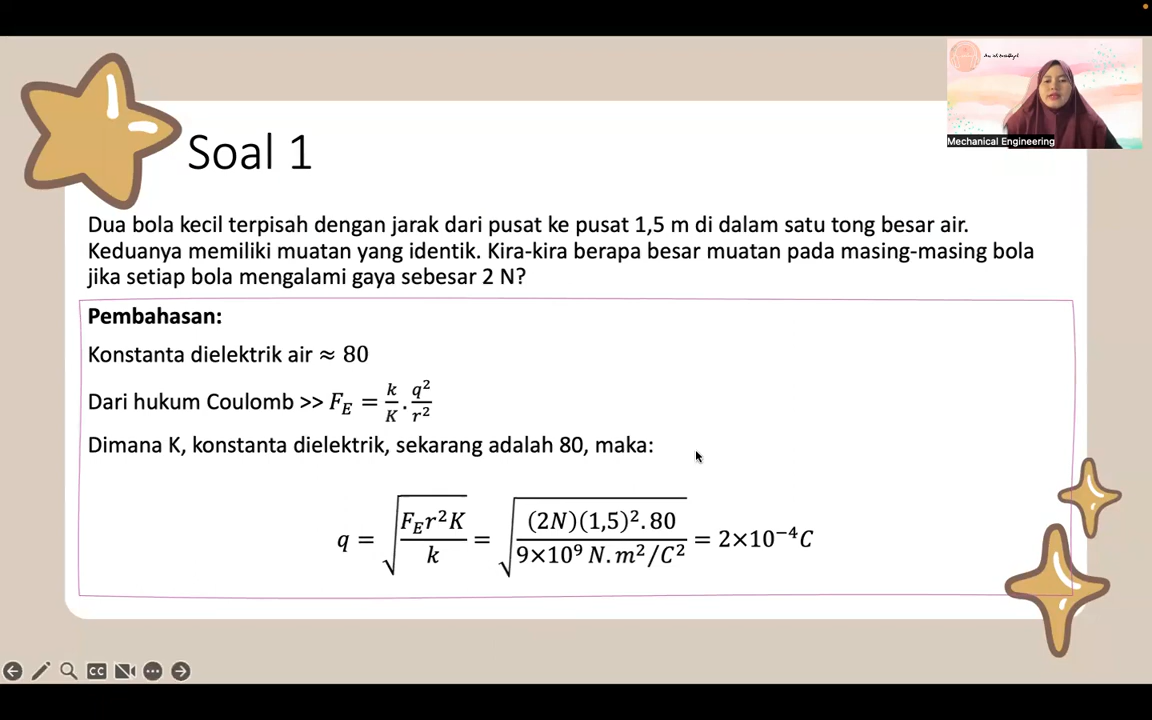 Mechanical Engineering
Soal 1
Dua bola kecil terpisah dengan jarak dari pusat ke pusat 1,5 m di dalam satu tong besar air.
Keduanya memiliki muatan yang identik. Kira-kira berapa besar muatan pada masing-masing bola
jika setiap bola mengalami gaya sebesar 2 N?
Pembahasan:
Konstanta dielektrik air ≈ 80
Dari hukum Coulomb >> F_E = k/K . q²/r²
Dimana K, konstanta dielektrik, sekarang adalah 80, maka:
q = √(F_E r² K / k) = √((2N)(1,5)².80 / 9×10⁹ N.m²/C²) = 2×10⁻⁴ C
CC